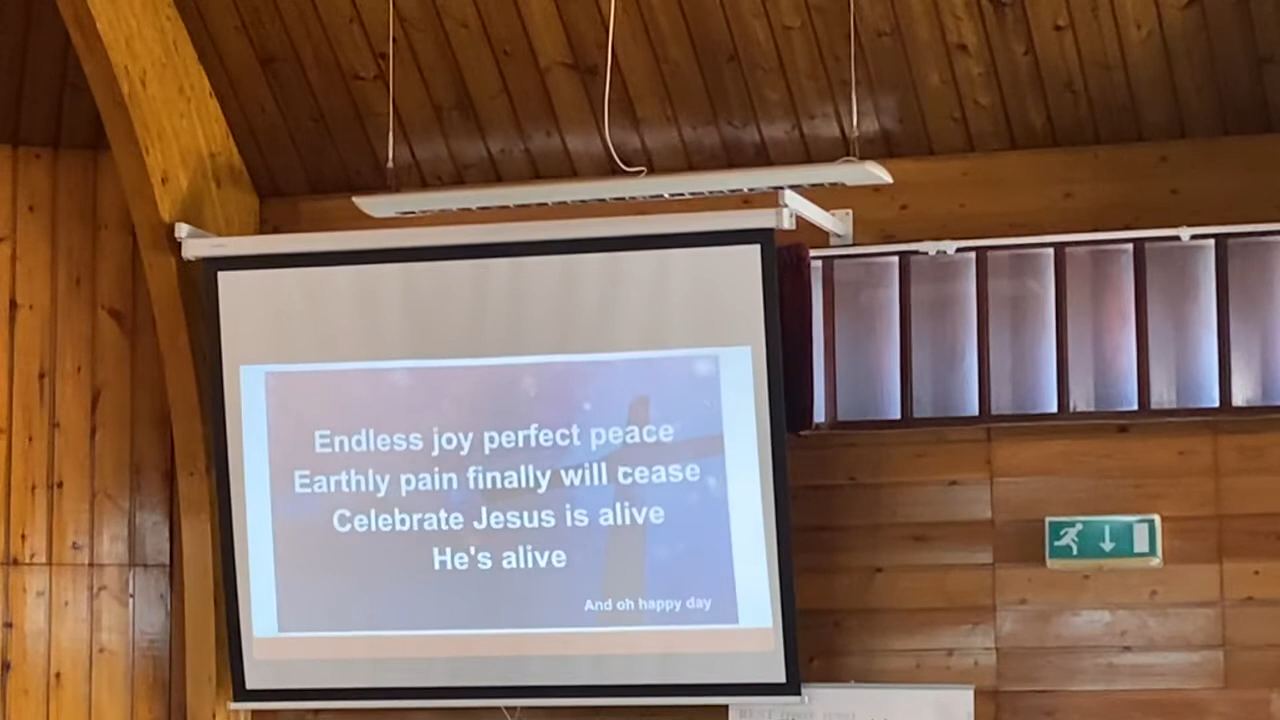 Endless joy perfect peace
Earthly pain finally will cease
Celebrate Jesus is alive
He's alive
And oh happy day